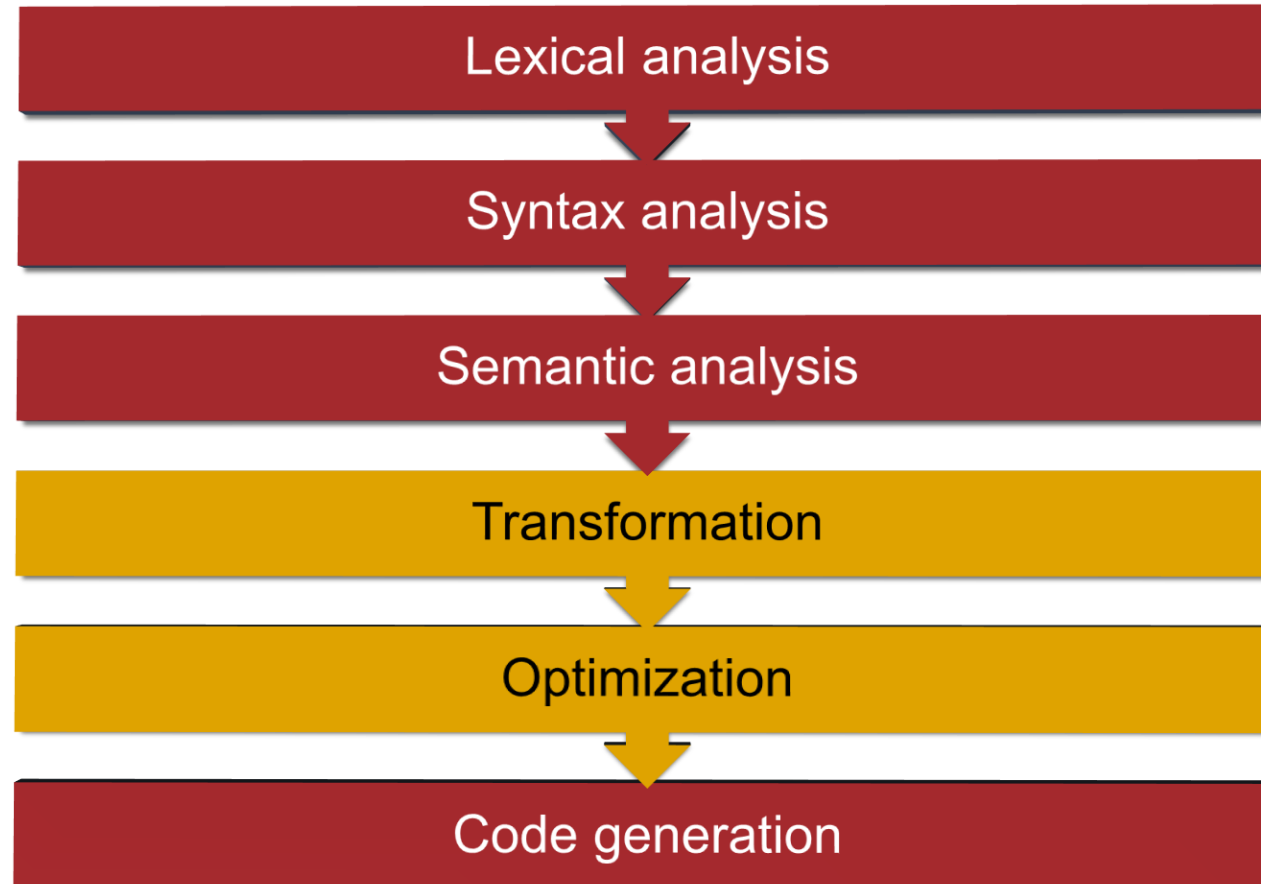 Lexical analysis
Syntax analysis
Semantic analysis
Transformation
Optimization
Code generation